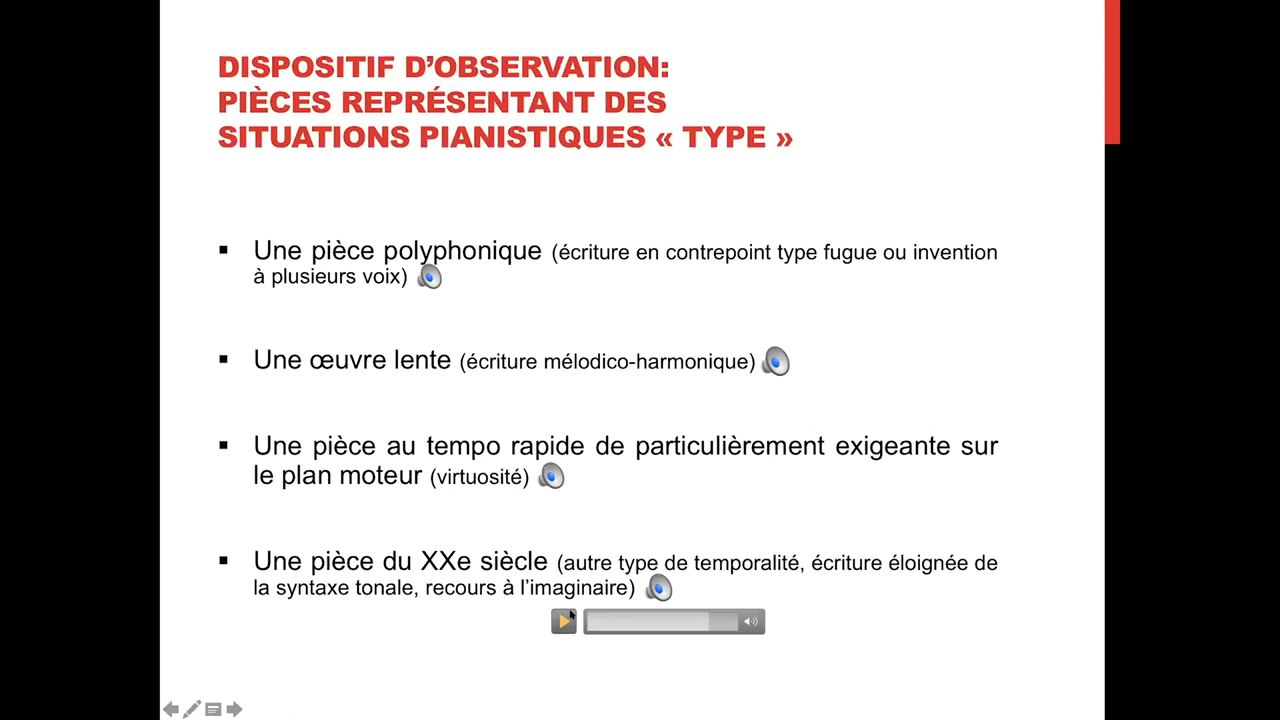 DISPOSITIF D’OBSERVATION:
PIÈCES REPRÉSENTANT DES
SITUATIONS PIANISTIQUES « TYPE »
▪ Une pièce polyphonique (écriture en contrepoint type fugue ou invention
à plusieurs voix)
▪ Une œuvre lente (écriture mélodico-harmonique)
▪ Une pièce au tempo rapide de particulièrement exigeante sur
le plan moteur (virtuosité)
▪ Une pièce du XXe siècle (autre type de temporalité, écriture éloignée de
la syntaxe tonale, recours à l’imaginaire)